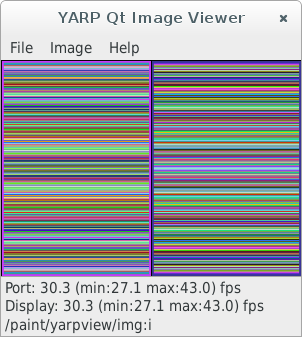 YARP Qt Image Viewer
File Image Help
Port: 30.3 (min:27.1 max:43.0) fps
Display: 30.3 (min:27.1 max:43.0) fps
/paint/yarpview/img:i